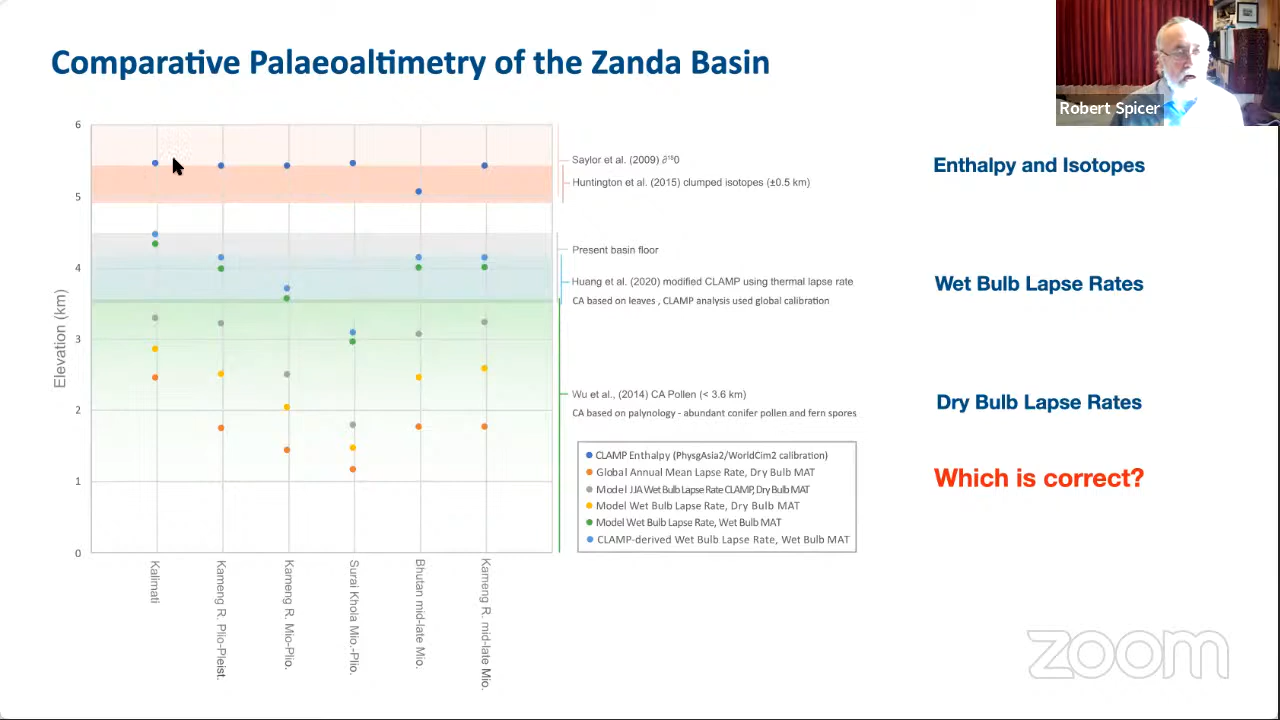 Comparative Palaeoaltimetry of the Zanda Basin
Robert Spicer
6
5
4
3
2
1
0
Elevation (km)
Saylor et al. (2009) ∂¹⁸0
Huntington et al. (2015) clumped isotopes (±0.5 km)
Present basin floor
Huang et al. (2020) modified CLAMP using thermal lapse rate
CA based on leaves , CLAMP analysis used global calibration
Wu et al., (2014) CA Pollen (< 3.6 km)
CA based on palynology - abundant conifer pollen and fern spores
CLAMP Enthalpy (PhysgAsia2/WorldClim2 calibration)
Global Annual Mean Lapse Rate, Dry Bulb MAT
Model JJA Wet Bulb Lapse Rate CLAMP, Dry Bulb MAT
Model Wet Bulb Lapse Rate, Dry Bulb MAT
Model Wet Bulb Lapse Rate, Wet Bulb MAT
CLAMP-derived Wet Bulb Lapse Rate, Wet Bulb MAT
Kalimati
Kameng R. Plio-Pleist.
Kameng R. Mio-Plio.
Surai Khola Mio.-Plio.
Bhutan mid-late Mio.
Kameng R. mid-late Mio.
Enthalpy and Isotopes
Wet Bulb Lapse Rates
Dry Bulb Lapse Rates
Which is correct?
zoom